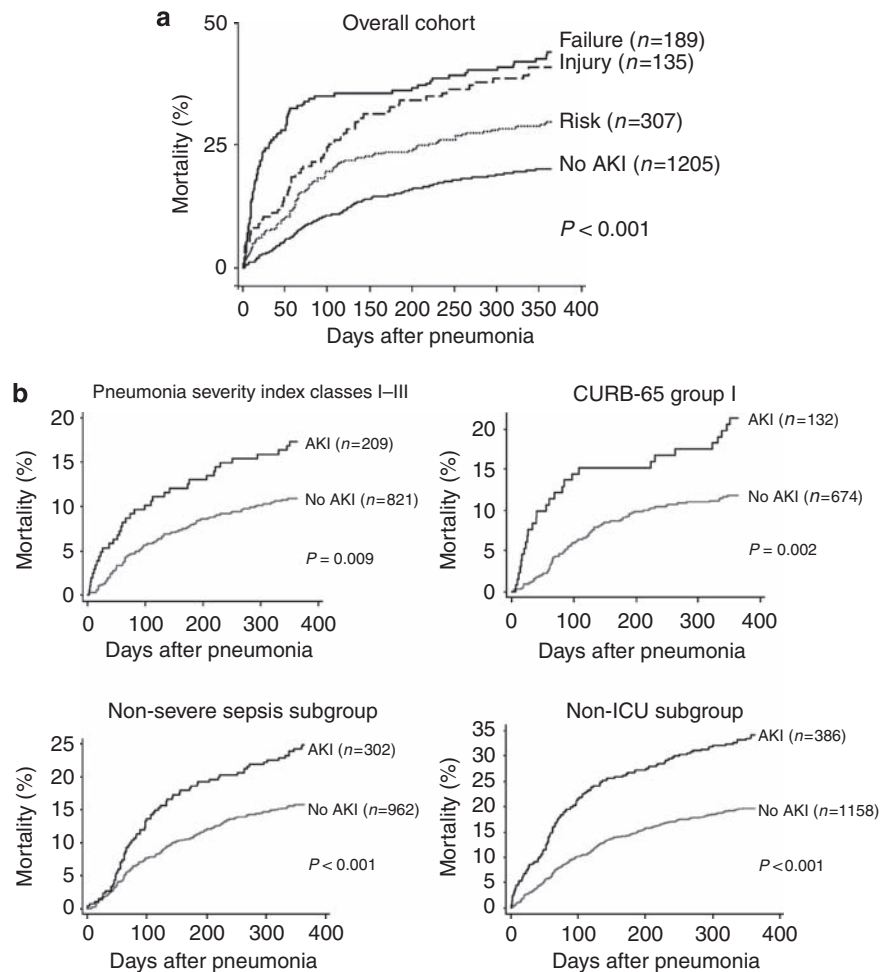 a
Overall cohort
50
25
0
Mortality (%)
Failure (n=189)
Injury (n=135)
Risk (n=307)
No AKI (n=1205)
P < 0.001
0 50 100 150 200 250 300 350 400
Days after pneumonia
b
Pneumonia severity index classes I–III
20
15
10
5
0
Mortality (%)
AKI (n=209)
No AKI (n=821)
P = 0.009
0 100 200 300 400
Days after pneumonia
CURB-65 group I
20
15
10
5
0
Mortality (%)
AKI (n=132)
No AKI (n=674)
P = 0.002
0 100 200 300 400
Days after pneumonia
Non-severe sepsis subgroup
25
20
15
10
5
0
Mortality (%)
AKI (n=302)
No AKI (n=962)
P < 0.001
0 100 200 300 400
Days after pneumonia
Non-ICU subgroup
35
30
25
20
15
10
5
0
Mortality (%)
AKI (n=386)
No AKI (n=1158)
P < 0.001
0 100 200 300 400
Days after pneumonia